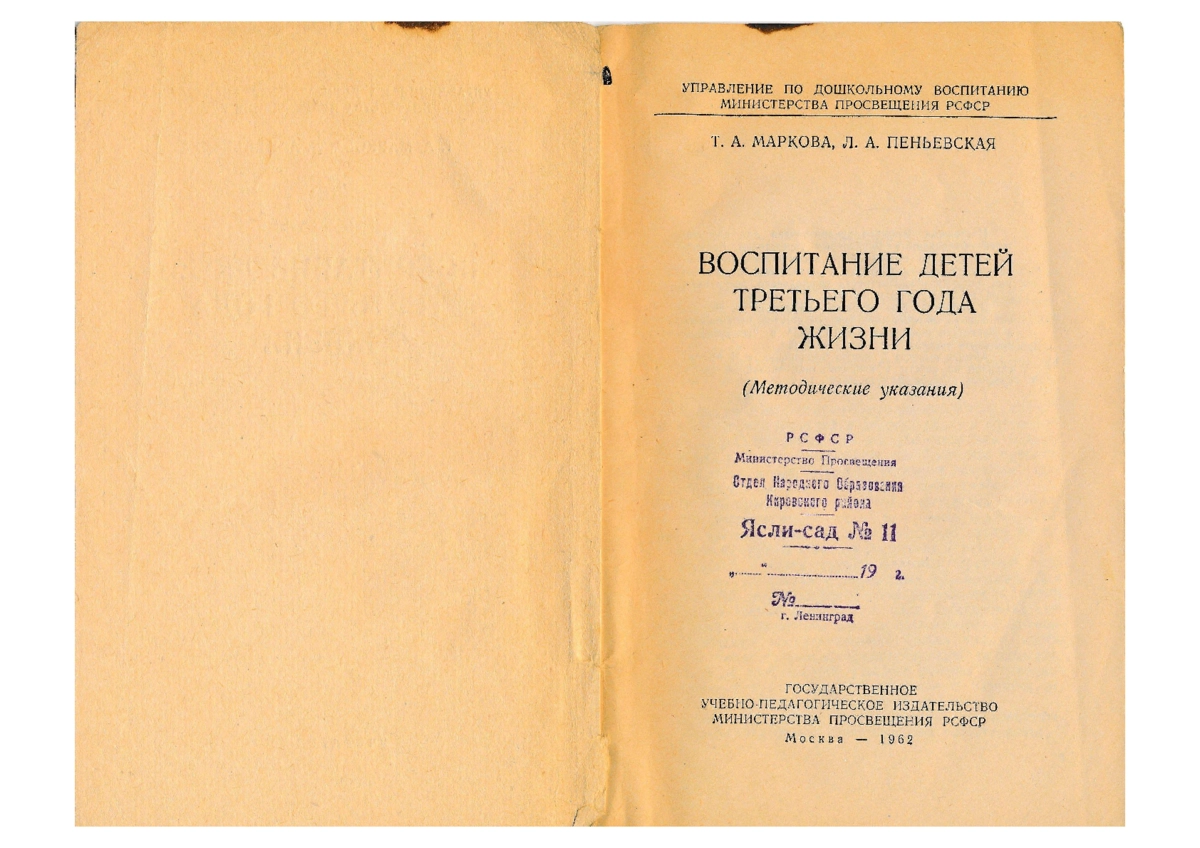 УПРАВЛЕНИЕ ПО ДОШКОЛЬНОМУ ВОСПИТАНИЮ
МИНИСТЕРСТВА ПРОСВЕЩЕНИЯ РСФСР
Т. А. МАРКОВА, Л. А. ПЕНЬЕВСКАЯ
ВОСПИТАНИЕ ДЕТЕЙ
ТРЕТЬЕГО ГОДА
ЖИЗНИ
(Методические указания)
РСФСР
Министерство Просвещения
Отдел Народного Образования
Кировского района
Ясли-сад № 11
„......“....................19 г.
№______
г. Ленинград
ГОСУДАРСТВЕННОЕ
УЧЕБНО-ПЕДАГОГИЧЕСКОЕ ИЗДАТЕЛЬСТВО
МИНИСТЕРСТВА ПРОСВЕЩЕНИЯ РСФСР
Москва — 1962